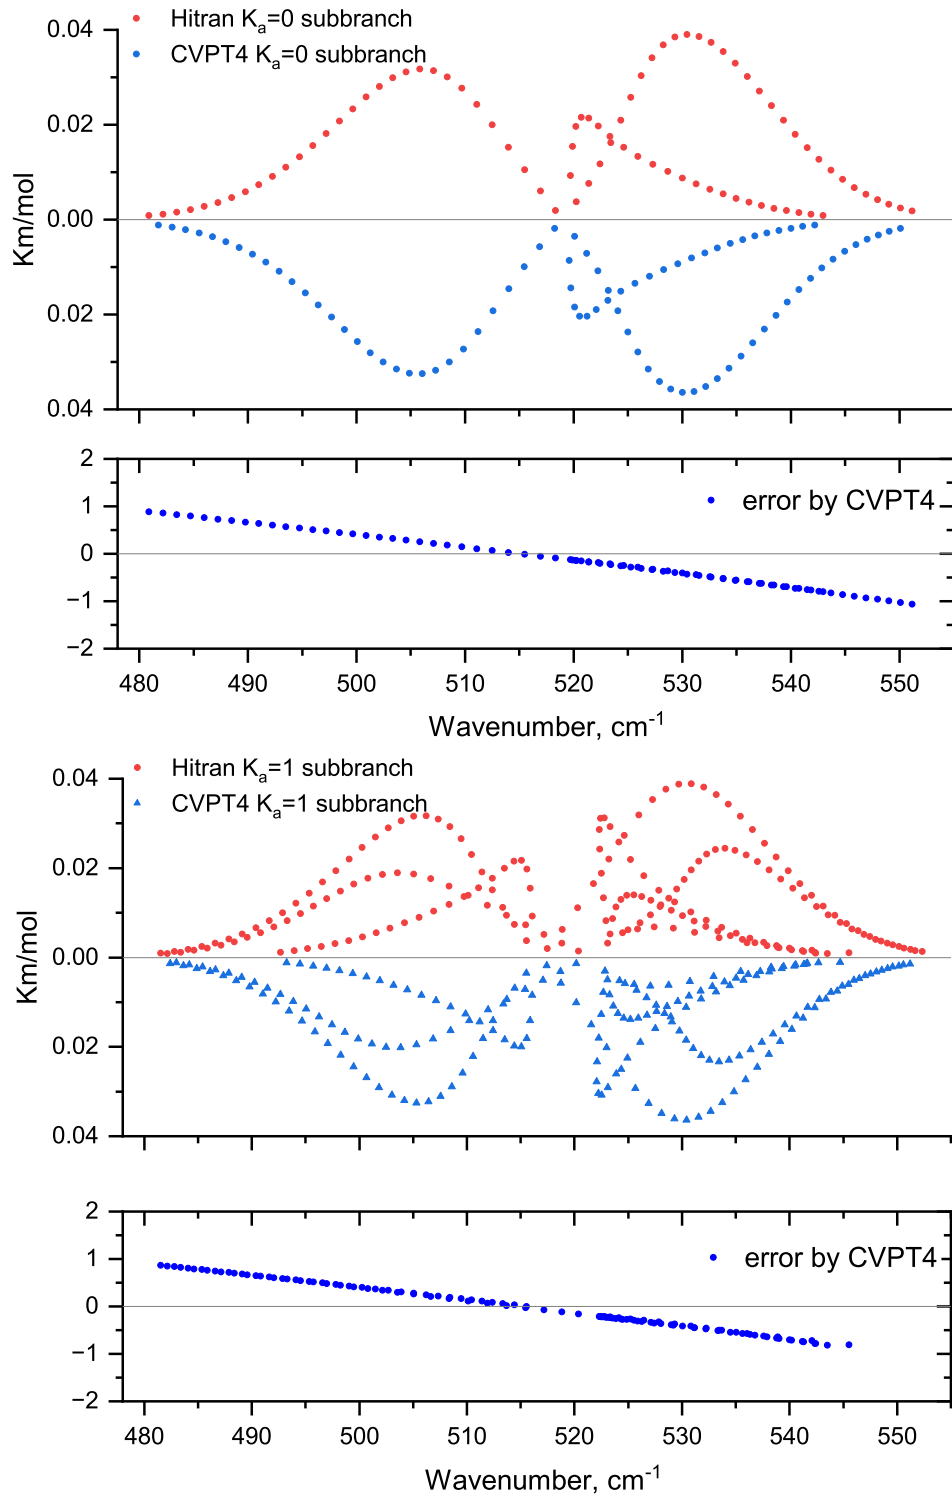 Hitran Ka=0 subbranch
CVPT4 Ka=0 subbranch
0.04
0.02
0.00
0.02
0.04
Km/mol
2
1
0
−1
−2
error by CVPT4
480 490 500 510 520 530 540 550
Wavenumber, cm-1
Hitran Ka=1 subbranch
CVPT4 Ka=1 subbranch
0.04
0.02
0.00
0.02
0.04
Km/mol
2
1
0
−1
−2
error by CVPT4
480 490 500 510 520 530 540 550
Wavenumber, cm-1